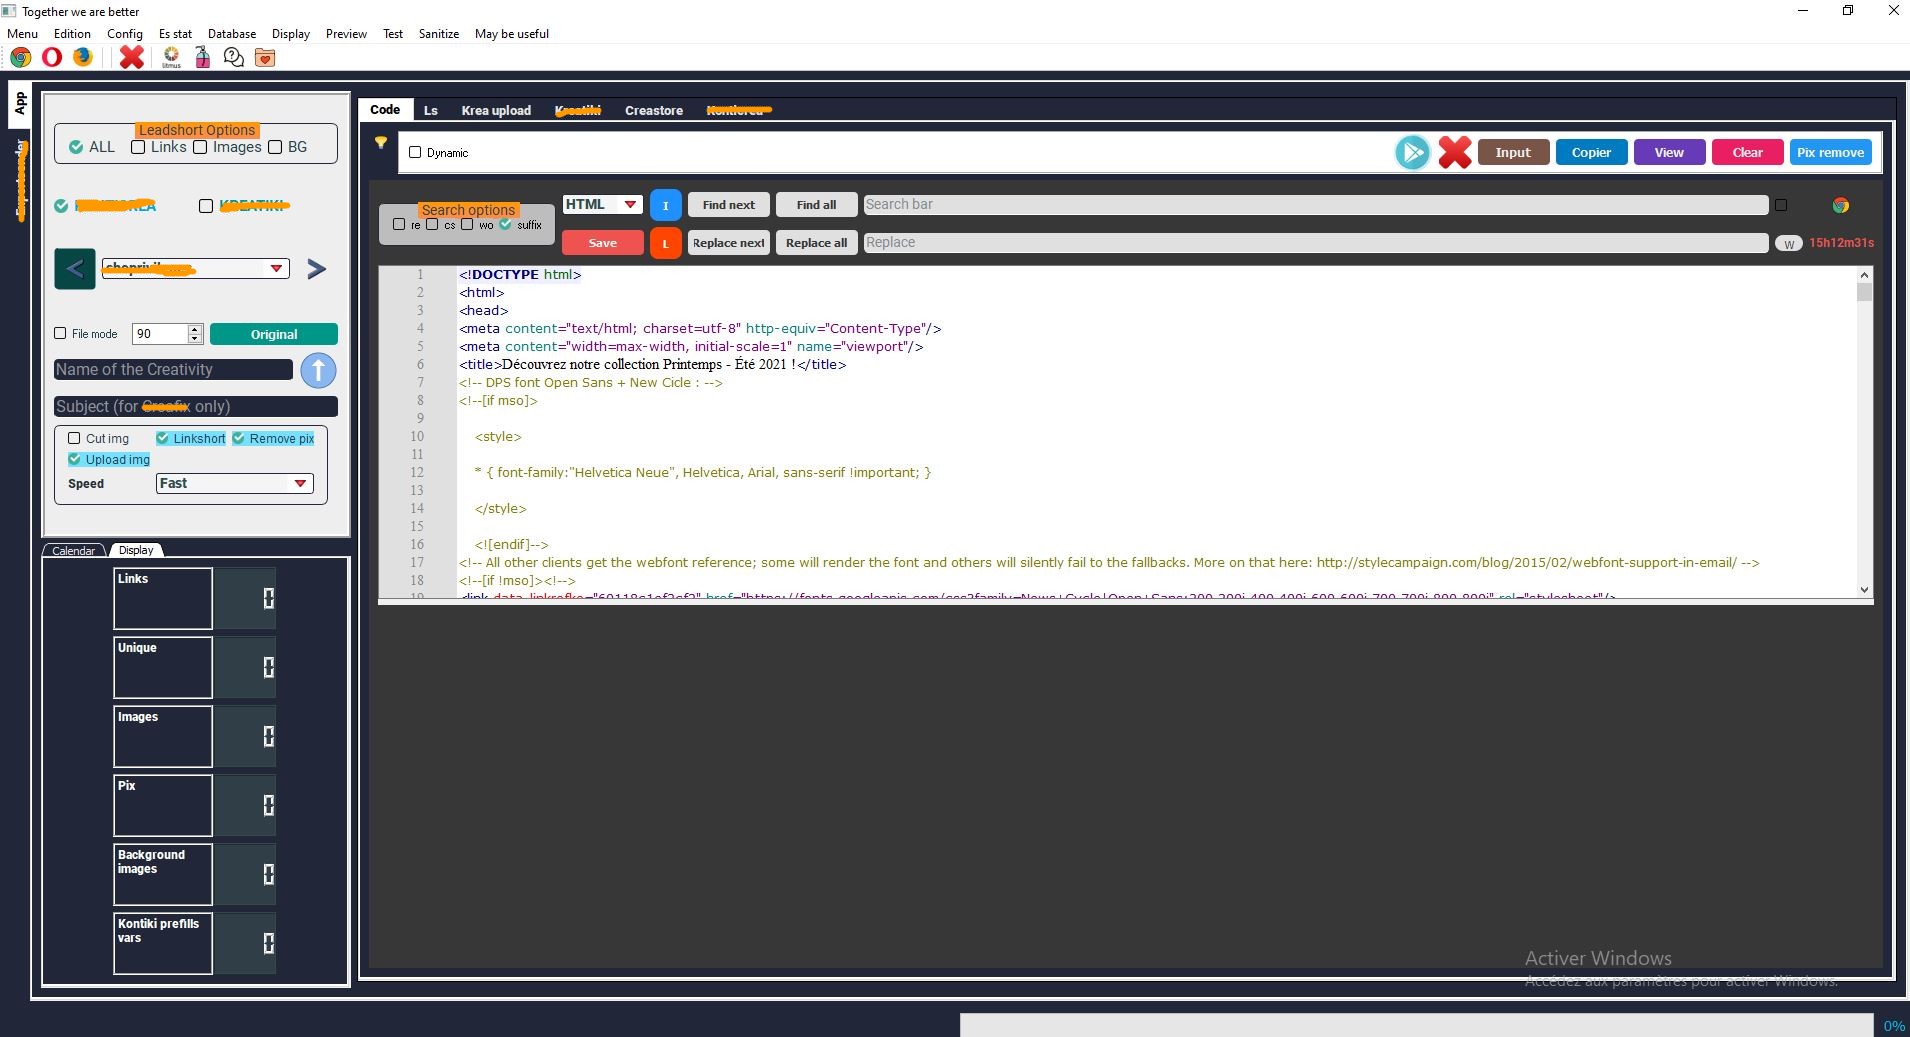 Together we are better
Menu Edition Config Es stat Database Display Preview Test Sanitize May be useful
litmus
App
Leadshort Options
ALL Links Images BG
KREATIKI
File mode 90 Original
Name of the Creativity
Subject (for only)
Cut img Linkshort Remove pix
Upload img
Speed Fast
Calendar Display
Links 0
Unique 0
Images 0
Pix 0
Background images 0
Kontiki prefills vars 0
Code Ls Krea upload Kreatiki Creastore
Dynamic Input Copier View Clear Pix remove
Search options
re cs wo suffix
HTML I Find next Find all Search bar
Save L Replace next Replace all Replace W 15h12m31s
1 <!DOCTYPE html>
2 <html>
3 <head>
4 <meta content="text/html; charset=utf-8" http-equiv="Content-Type"/>
5 <meta content="width=max-width, initial-scale=1" name="viewport"/>
6 <title>Découvrez notre collection Printemps - Été 2021 !</title>
7 <!-- DPS font Open Sans + New Cicle : -->
8 <!--[if mso]>
9
10 <style>
11
12 * { font-family:"Helvetica Neue", Helvetica, Arial, sans-serif !important; }
13
14 </style>
15
16 <![endif]-->
17 <!-- All other clients get the webfont reference; some will render the font and others will silently fail to the fallbacks. More on that here: http://stylecampaign.com/blog/2015/02/webfont-support-in-email/ -->
18 <!--[if !mso]><!-->
Activer Windows
Accédez aux paramètres pour activer Windows.
0%